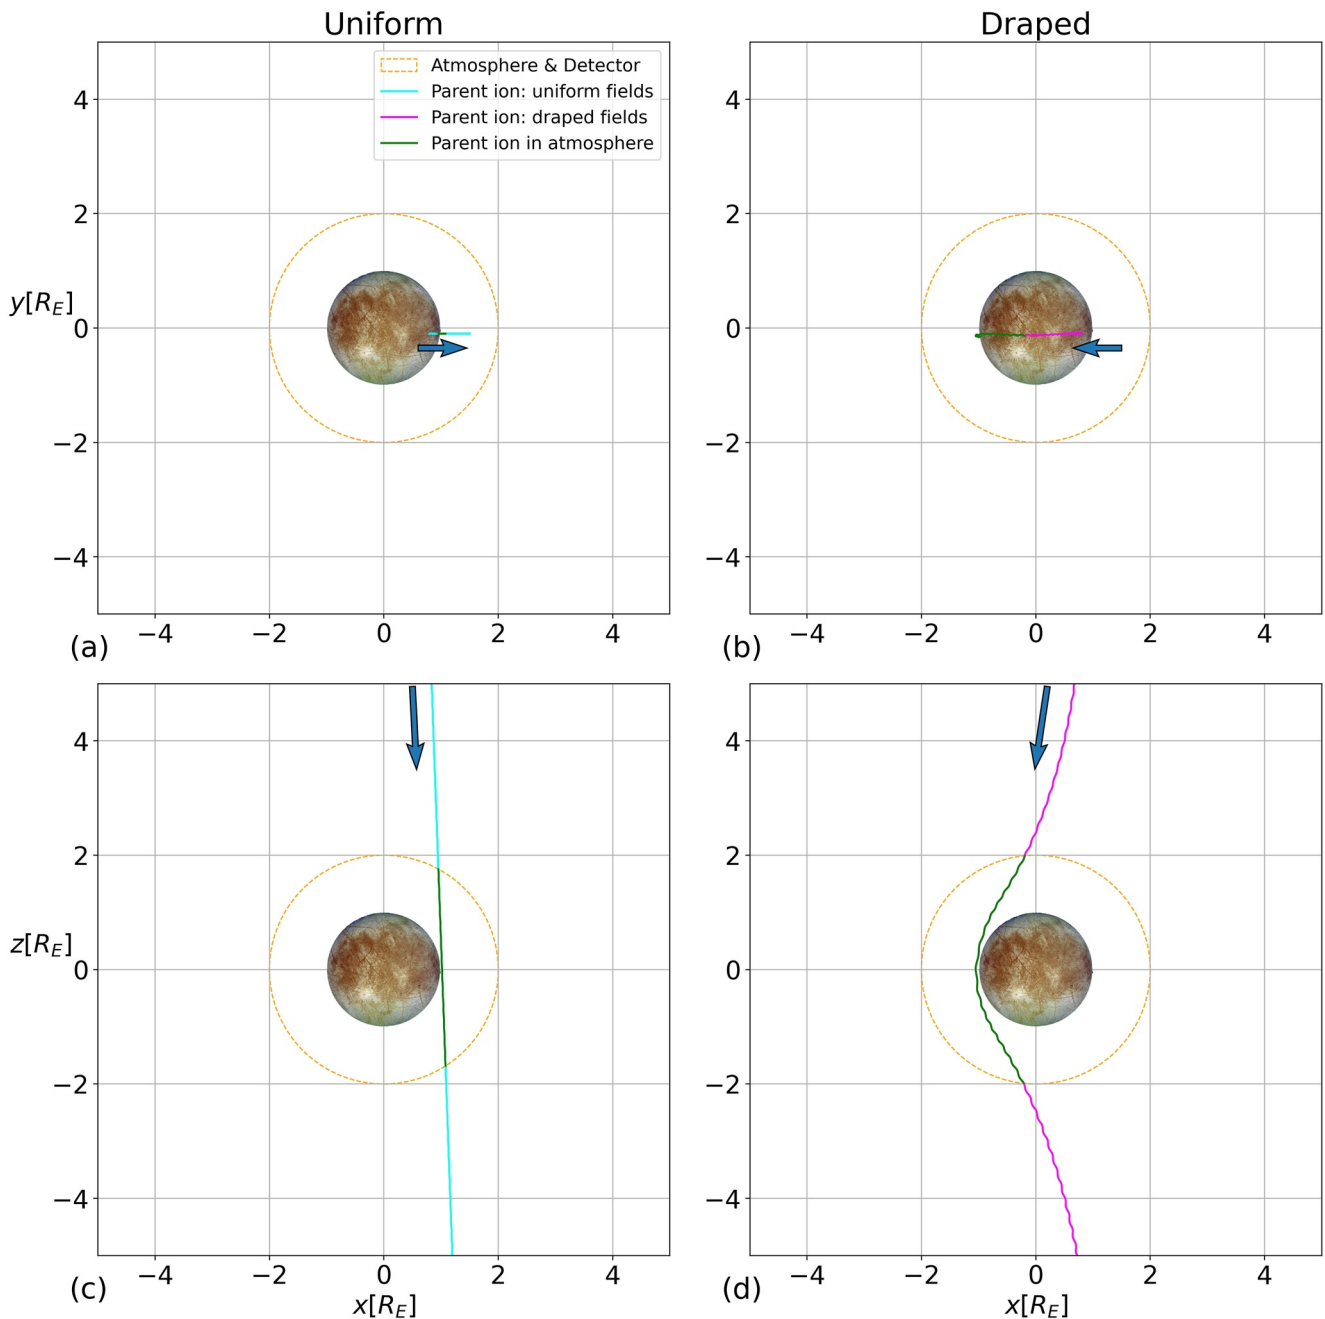 Uniform
Draped
Atmosphere & Detector
Parent ion: uniform fields
Parent ion: draped fields
Parent ion in atmosphere
4
2
0
−2
−4
y[R_E]
−4 −2 0 2 4
(a)
4
2
0
−2
−4
−4 −2 0 2 4
(b)
4
2
0
−2
−4
z[R_E]
−4 −2 0 2 4
(c)
x[R_E]
4
2
0
−2
−4
−4 −2 0 2 4
(d)
x[R_E]